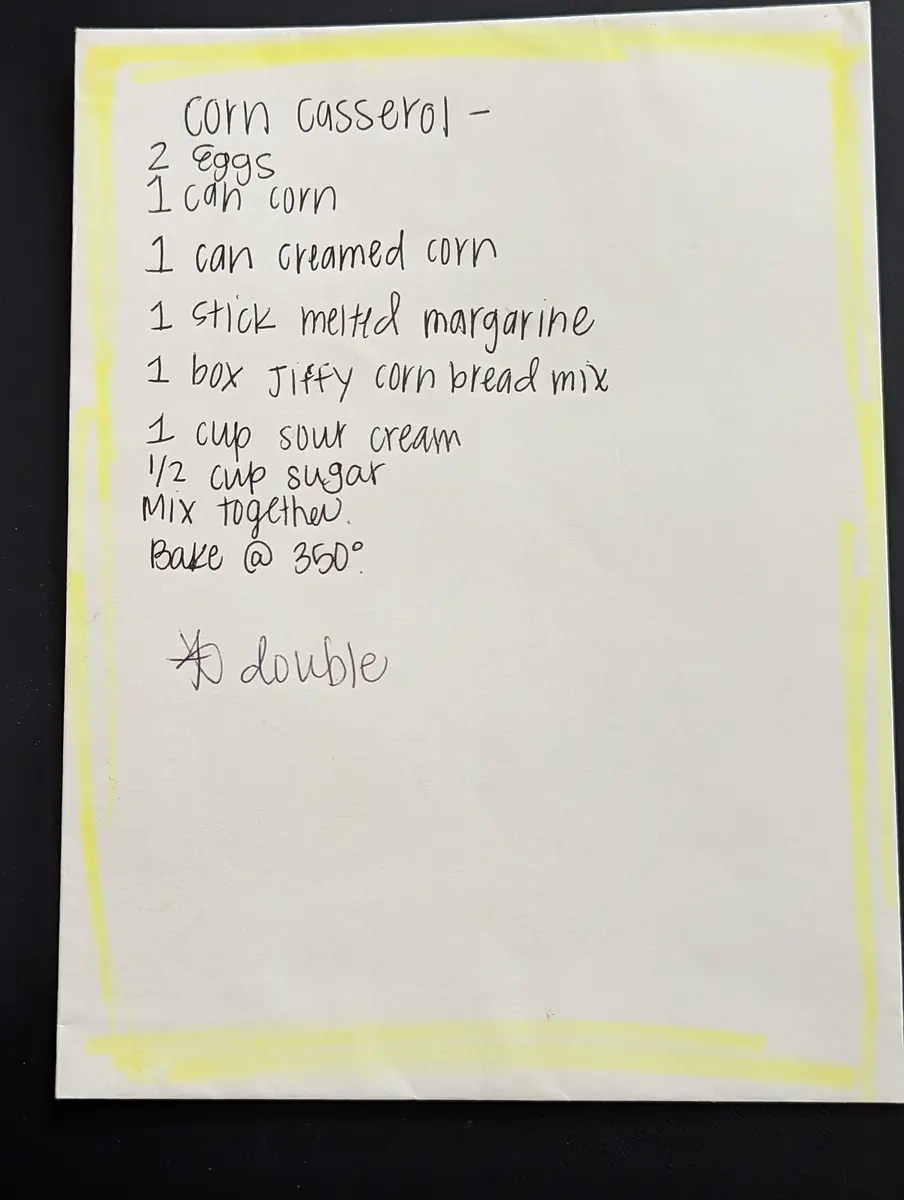 Corn Casserol -
2 Eggs
1 can corn
1 can creamed corn
1 stick melted margarine
1 box Jiffy corn bread mix
1 cup sour cream
1/2 cup sugar
Mix together.
Bake @ 350°.
* double